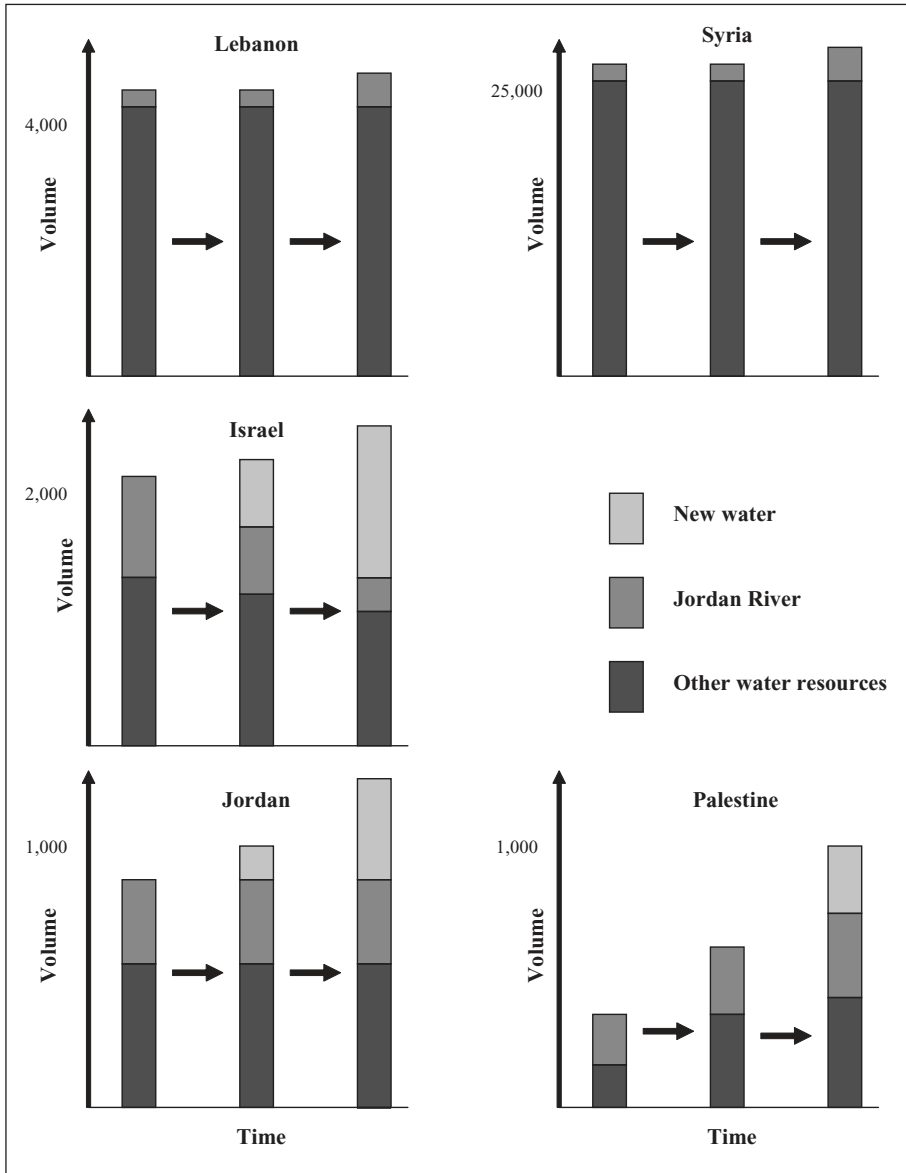 Lebanon
4,000
Volume
Syria
25,000
Volume
Israel
2,000
Volume
New water
Jordan River
Other water resources
Jordan
1,000
Volume
Time
Palestine
1,000
Volume
Time